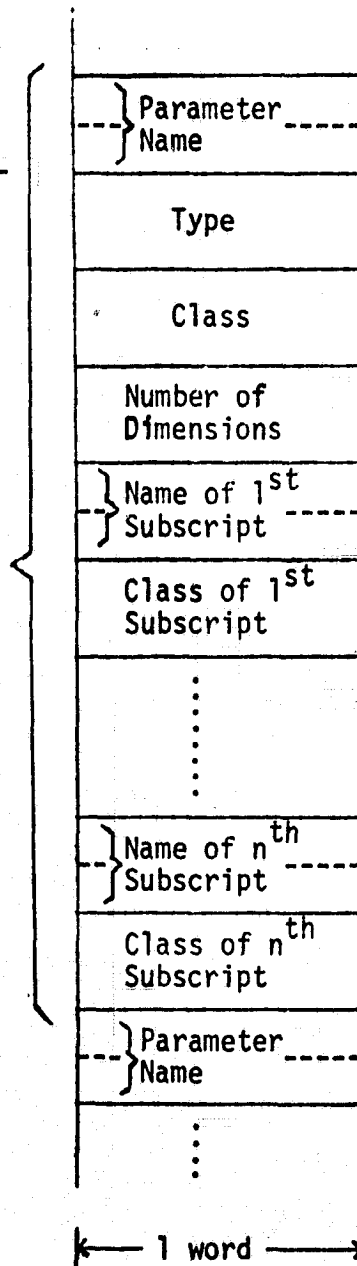 Parameter
Name
Type
Class
Number of
Dimensions
Name of 1st
Subscript
Class of 1st
Subscript
Name of nth
Subscript
Class of nth
Subscript
Parameter
Name
1 word